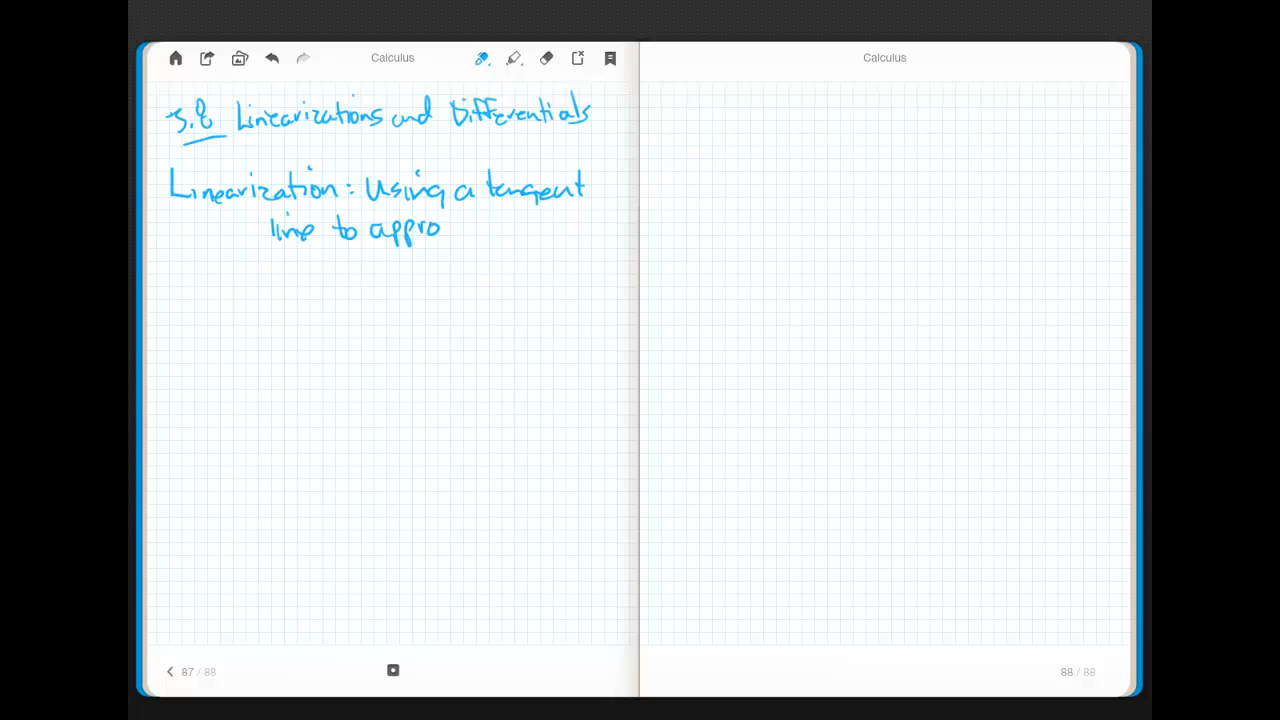 Calculus
Calculus
3.8 Linearizations and Differentials
Linearization: Using a tangent
line to appro
87 / 88
88 / 88